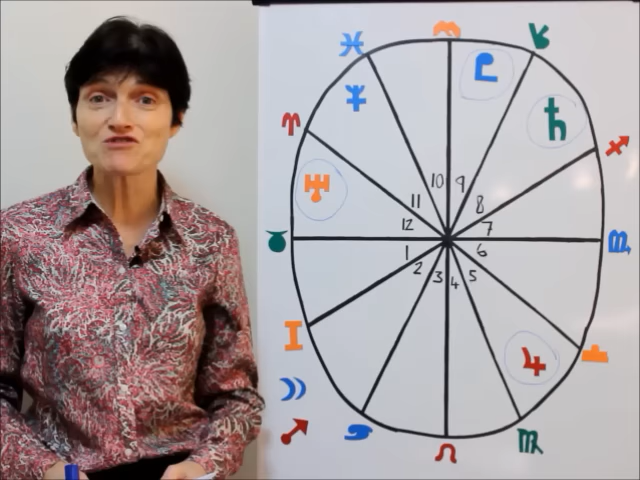 ♓ ♒ ♑
♇
♆ ♄
♈ ♐
♅ 10 9
11 8
12 7
♉ ♏
1 6
2 3 4 5
♊ ♎
♃
☽
♂ ♋ ♌ ♍